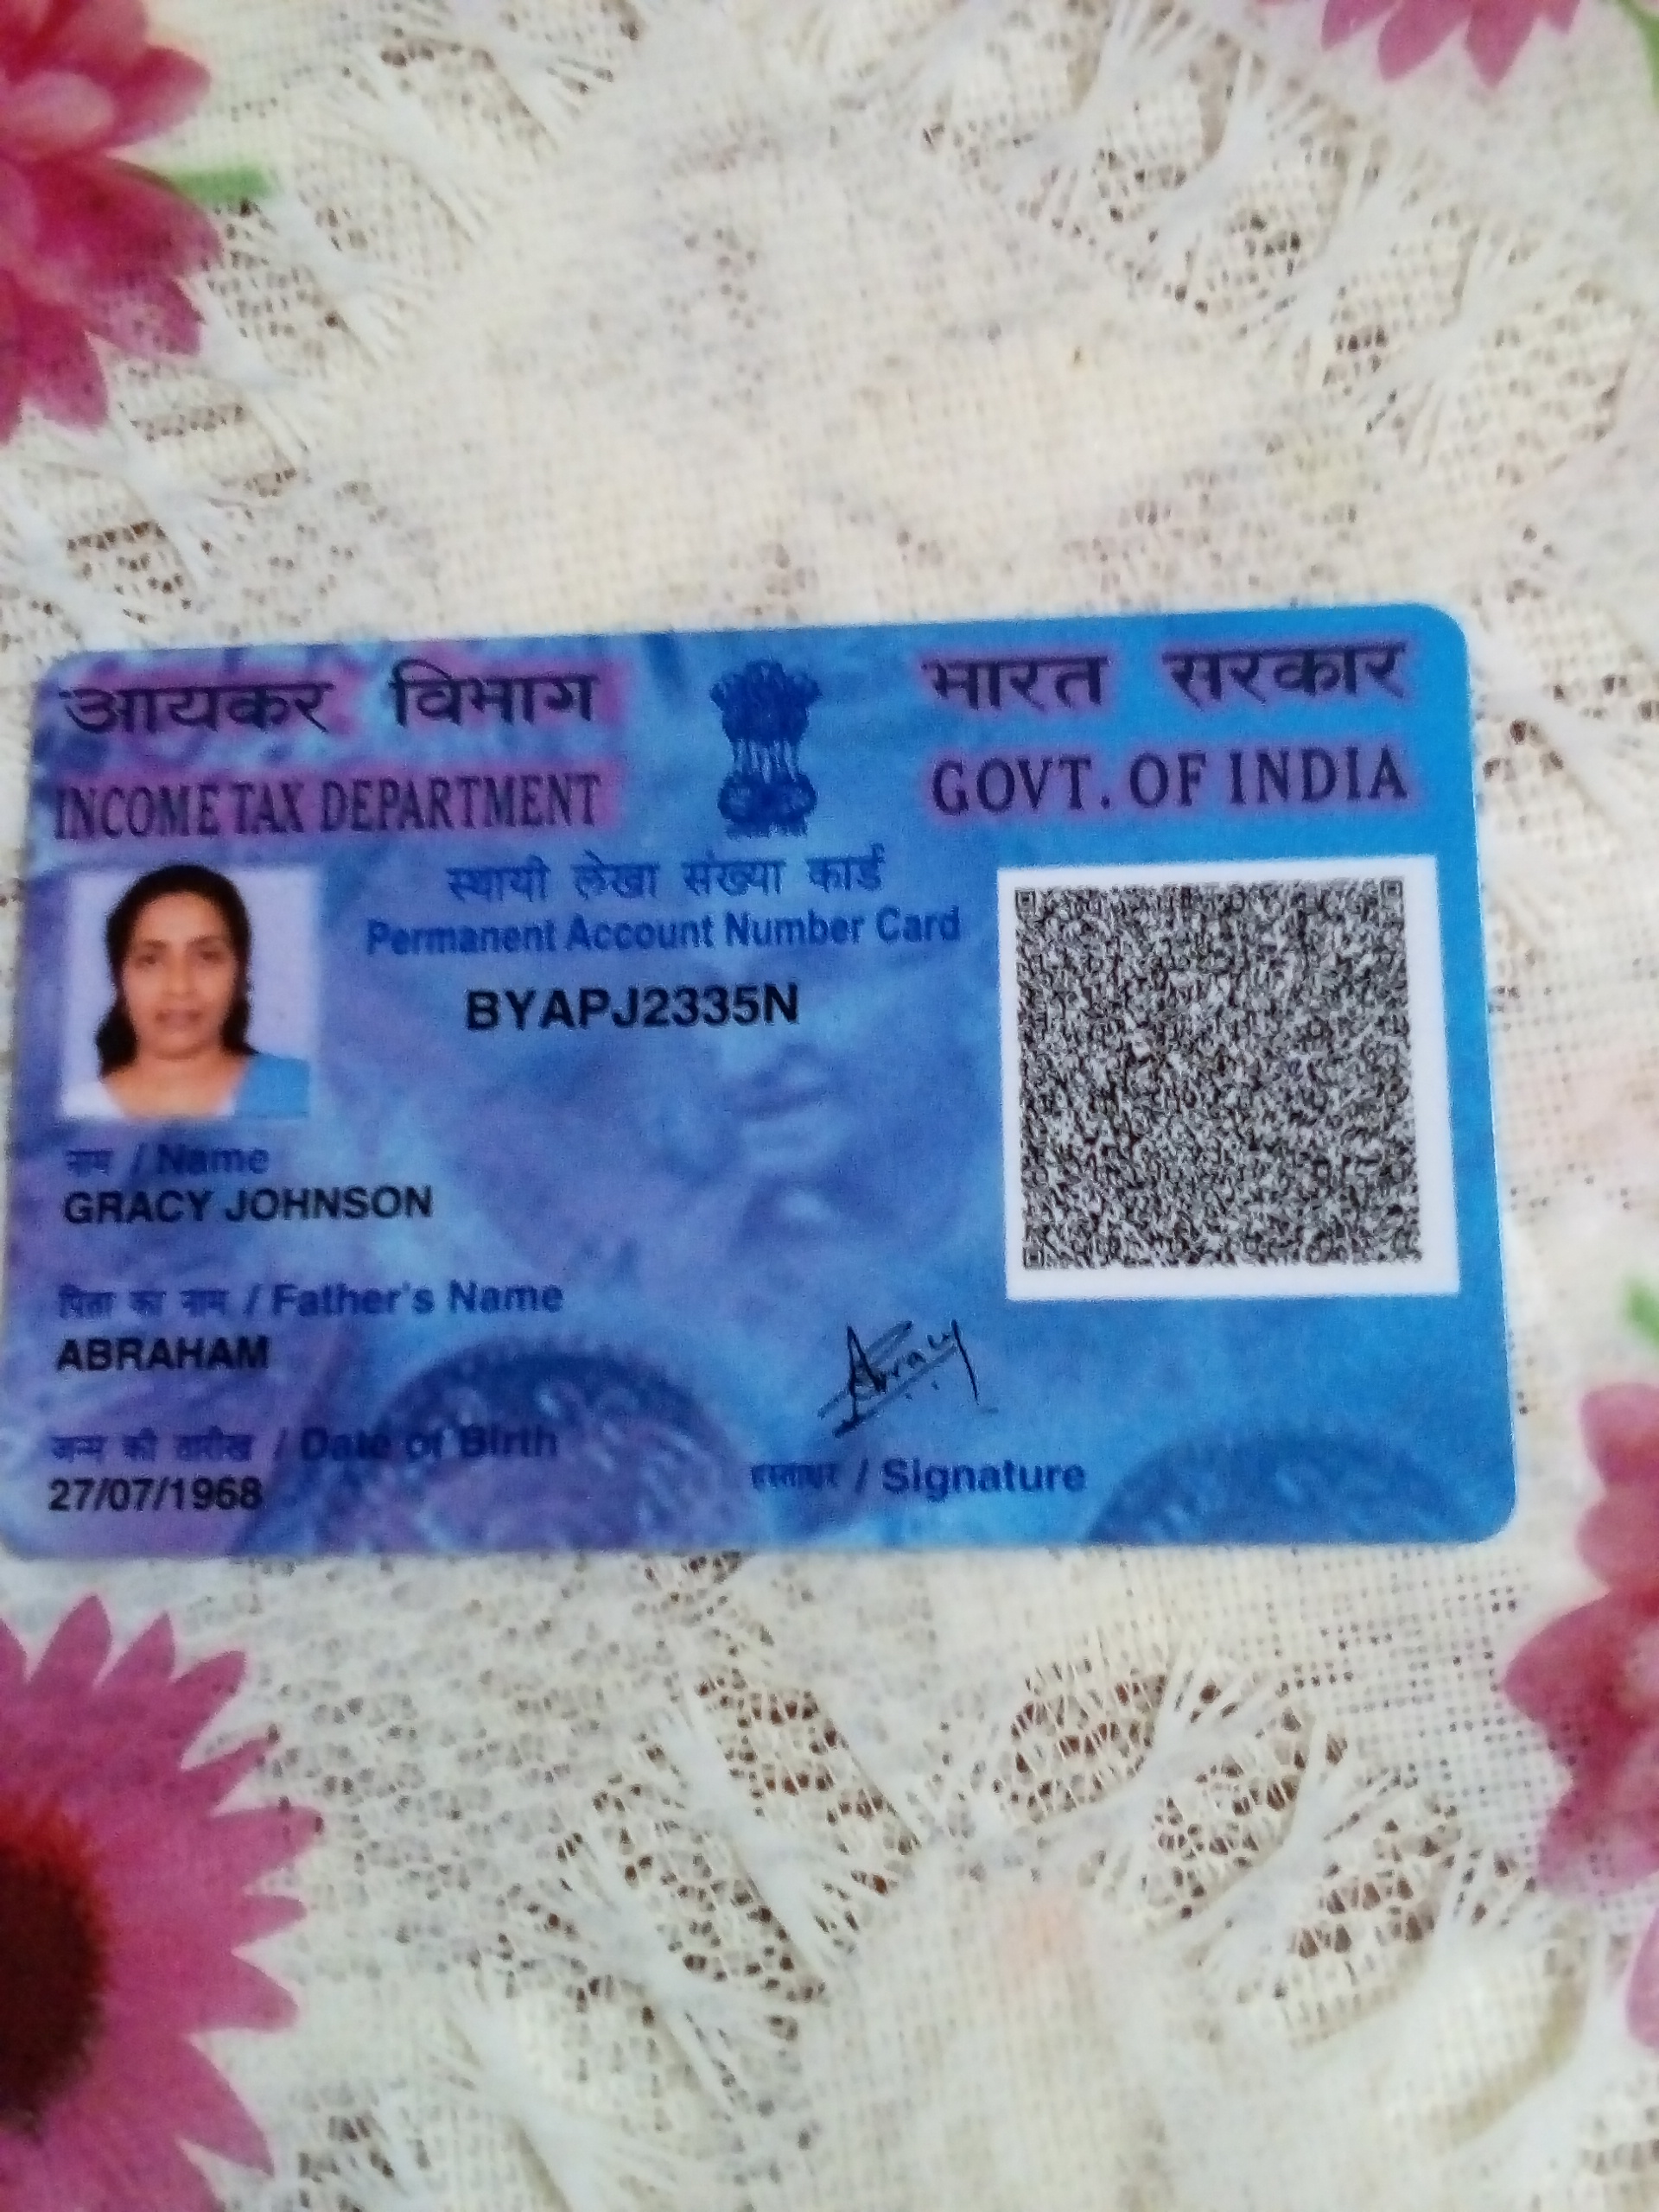 आयकर विभाग
INCOME TAX DEPARTMENT
भारत सरकार
GOVT. OF INDIA
स्थायी लेखा संख्या कार्ड
Permanent Account Number Card
BYAPJ2335N
नाम / Name
GRACY JOHNSON
पिता का नाम / Father's Name
ABRAHAM
जन्म की तारीख / Date of Birth
27/07/1968
Gracy
हस्ताक्षर / Signature